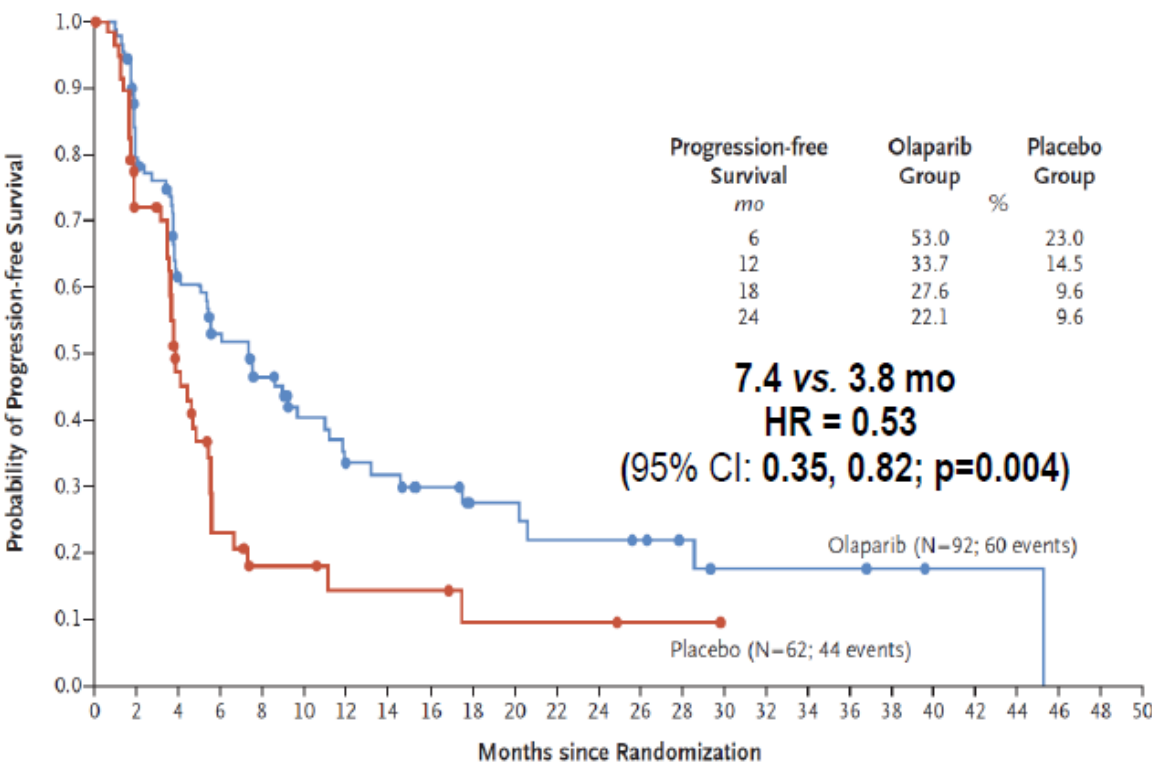 Probability of Progression-free Survival
1.0
0.9
0.8
0.7
0.6
0.5
0.4
0.3
0.2
0.1
0.0
0 2 4 6 8 10 12 14 16 18 20 22 24 26 28 30 32 34 36 38 40 42 44 46 48 50
Months since Randomization
Progression-free Survival Olaparib Group Placebo Group
mo %
6 53.0 23.0
12 33.7 14.5
18 27.6 9.6
24 22.1 9.6
7.4 vs. 3.8 mo
HR = 0.53
(95% CI: 0.35, 0.82; p=0.004)
Olaparib (N=92; 60 events)
Placebo (N=62; 44 events)